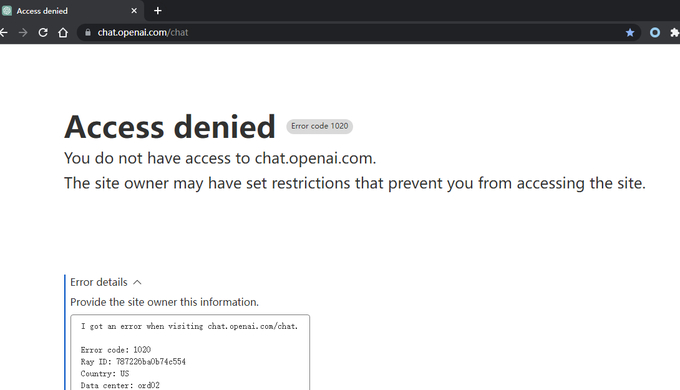 Access denied
chat.openai.com/chat
Access denied Error code 1020
You do not have access to chat.openai.com.
The site owner may have set restrictions that prevent you from accessing the site.
Error details
Provide the site owner this information.
I got an error when visiting chat.openai.com/chat.
Error code: 1020
Ray ID: 787226ba0b74c554
Country: US
Data center: ord02